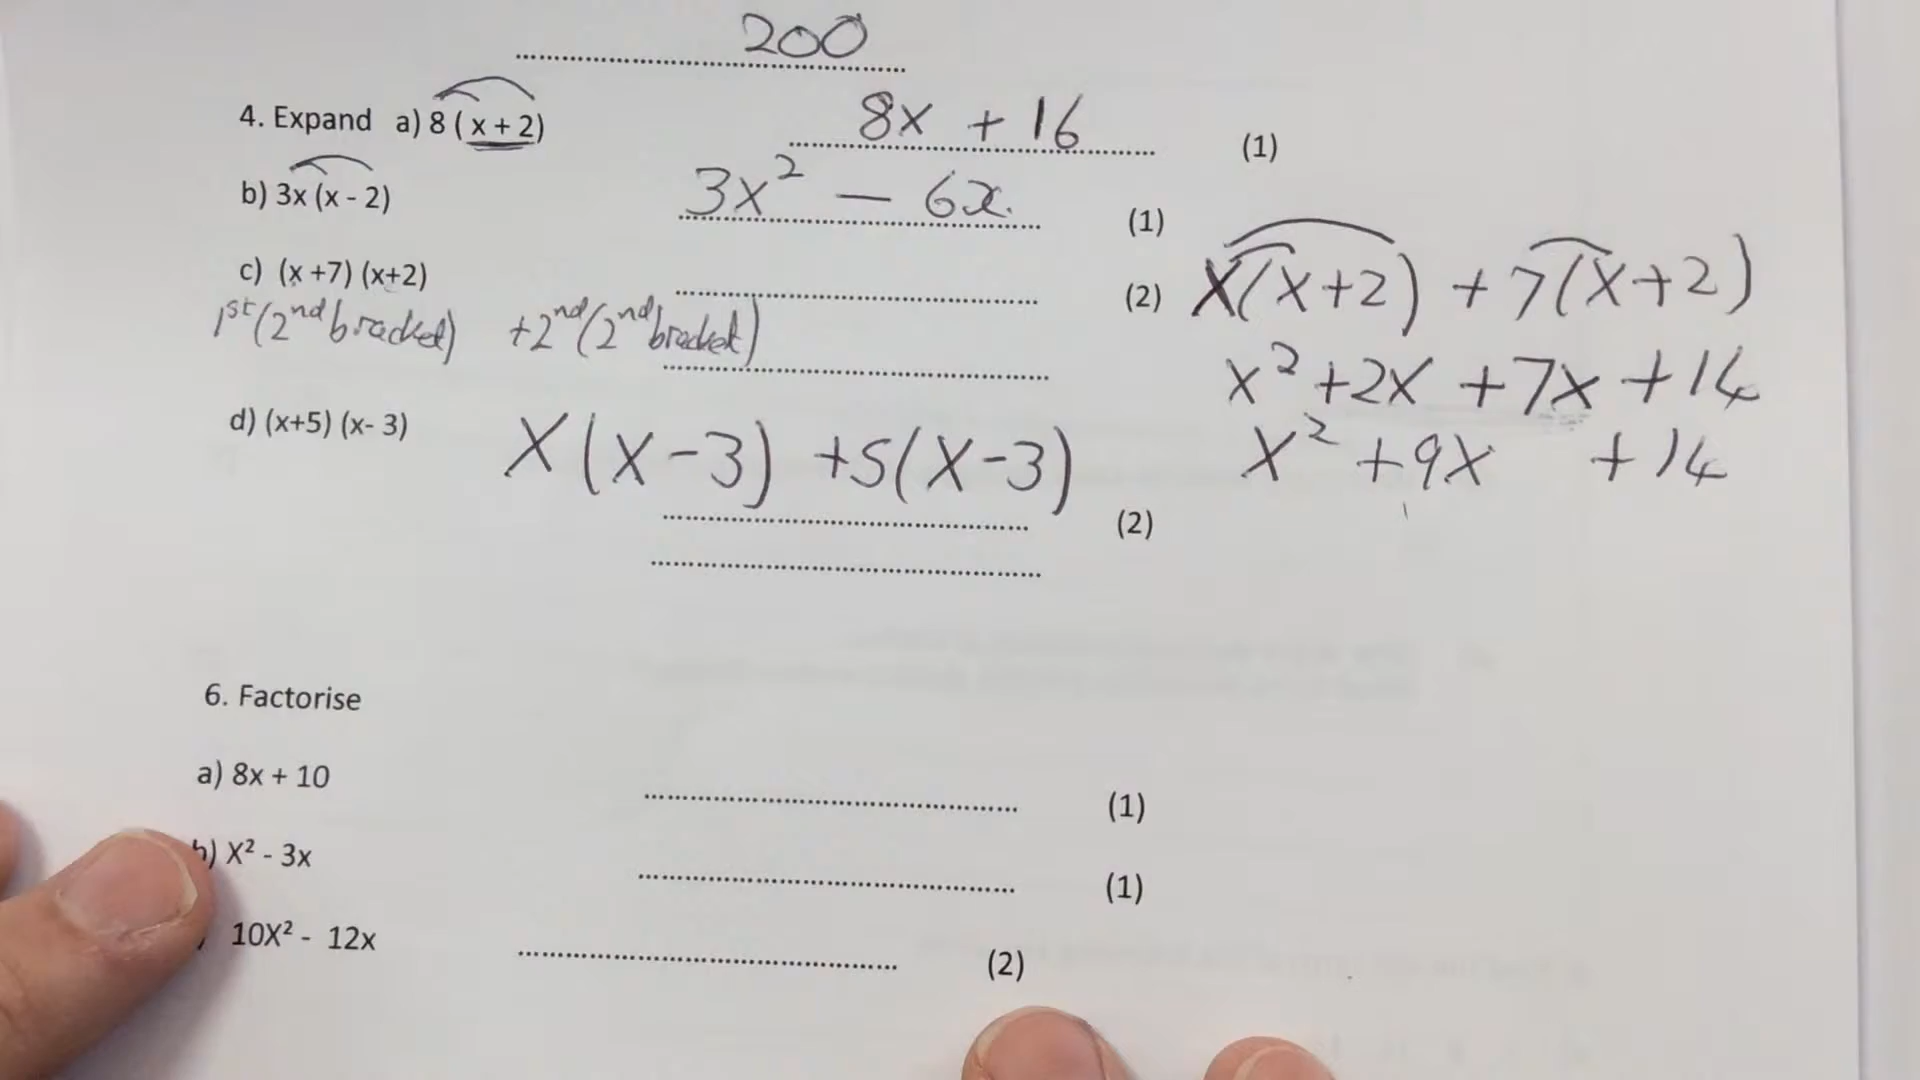 200
4. Expand a) 8 ( x + 2) 8x + 16 (1)
b) 3x (x - 2) 3x² - 6x (1)
c) (x +7) (x+2) (2) x(x+2) + 7(x+2)
1st(2nd bracket) +2nd(2nd bracket)
x² +2x +7x +14
d) (x+5) (x- 3) x(x-3) +5(x-3) (2)
x² +9x +14
6. Factorise
a) 8x + 10 (1)
b) X² - 3x (1)
10X² - 12x (2)